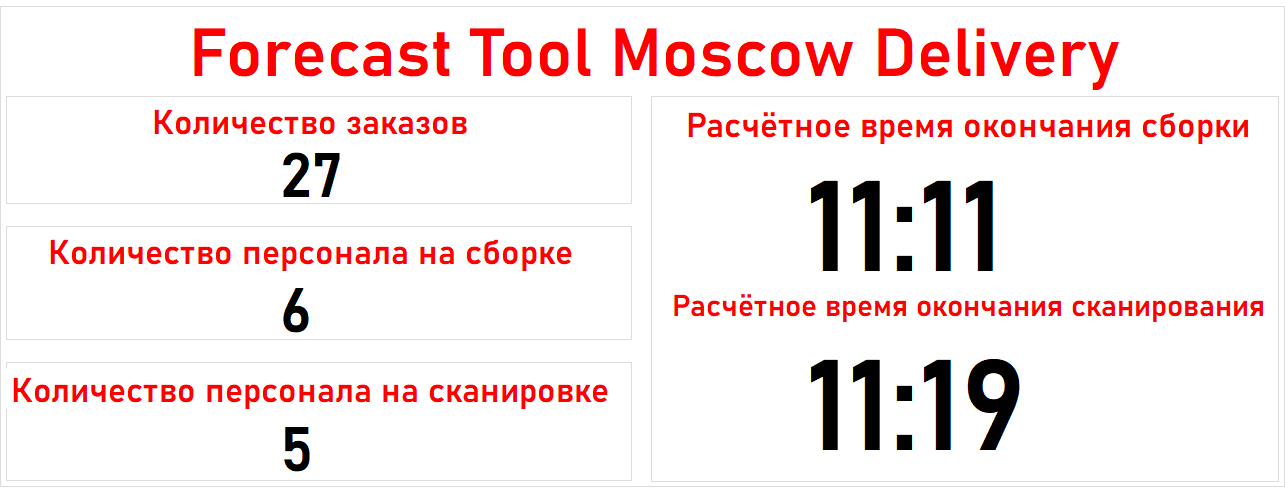 Forecast Tool Moscow Delivery
Количество заказов
27
Количество персонала на сборке
6
Количество персонала на сканировке
5
Расчётное время окончания сборки
11:11
Расчётное время окончания сканирования
11:19